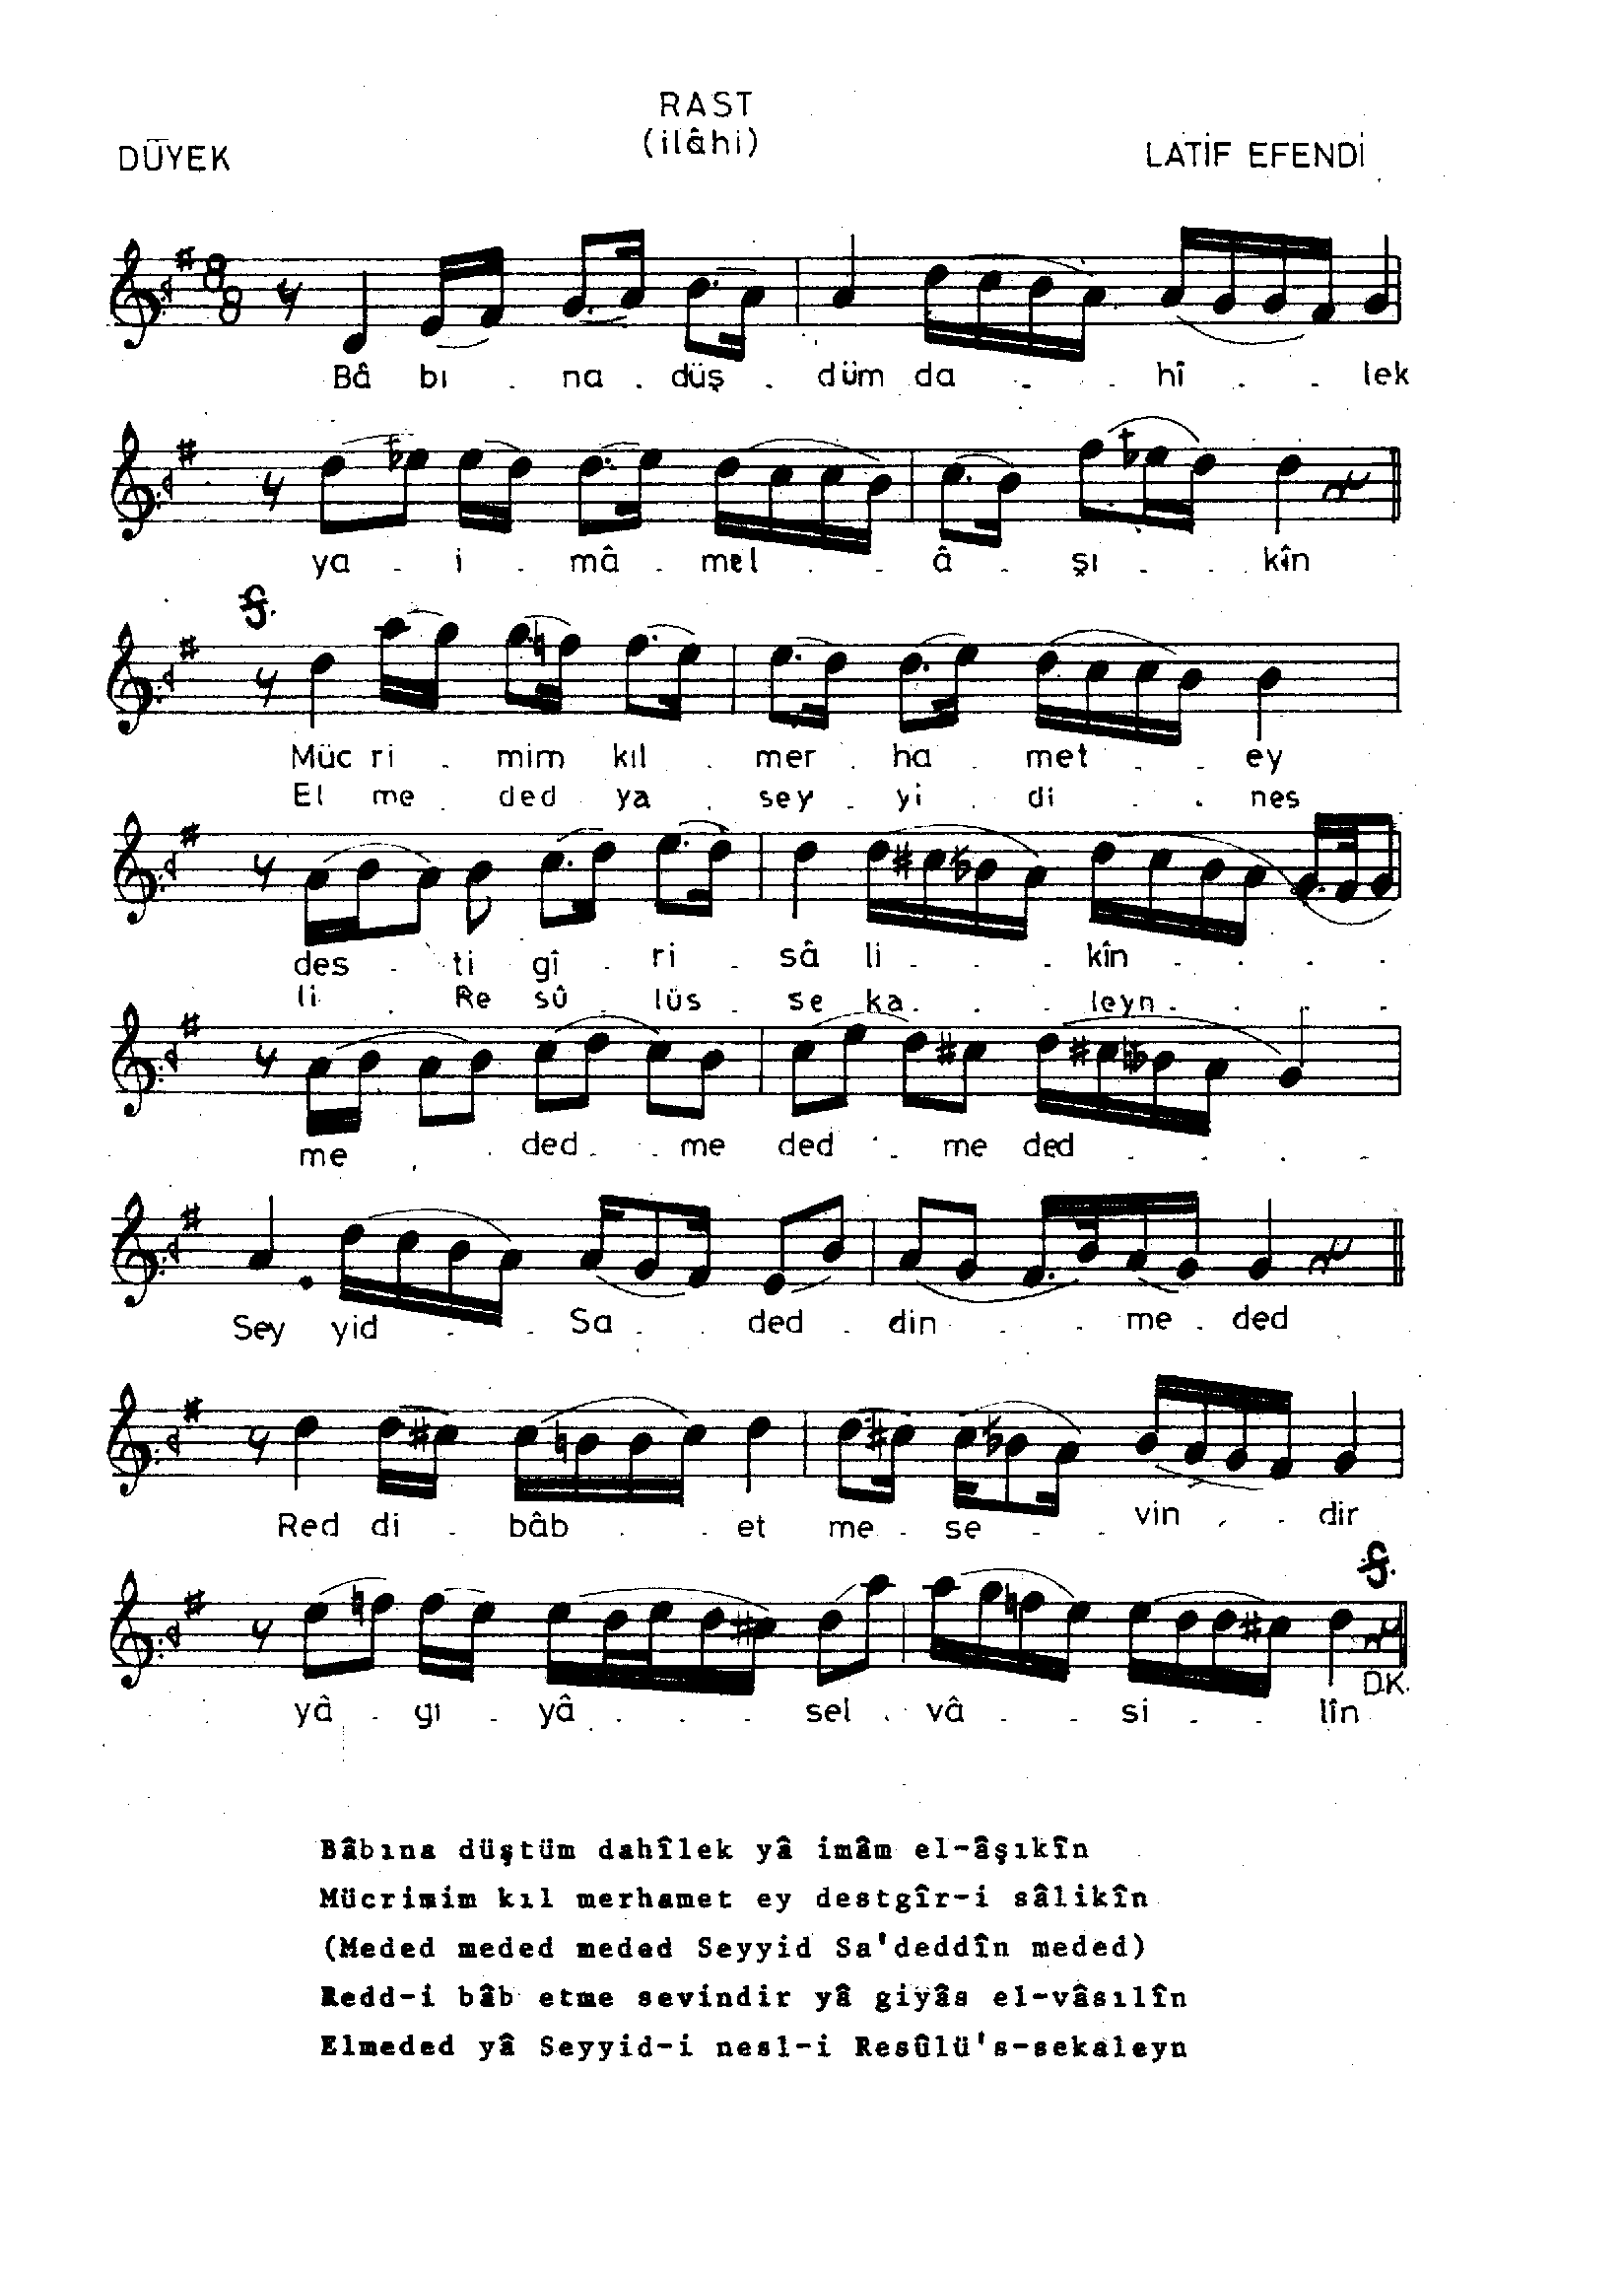 RAST
(ilâhi)
DÜYEK
LATİF EFENDİ
8
8
Bâ bı . na . düş . düm da . . hî . . lek
ya . i . mâ . mel . . â . şı . . kîn
Müc ri . mim kıl . mer . ha . met . . ey
El me . ded ya . sey . yi . di . . nes
des . ti gî . ri . sâ li . . . kîn . . . .
li . Re sû . lüs . se ka . . . leyn . . . .
me . . ded . . me ded . . me ded . . . .
Sey yid . . . Sa . . ded . din . . . me . ded
Red di . bâb . . et me . se . . vin . . dir
yâ . gı . yâ . . . sel . vâ . . si . . lîn
D.K.
Bâbına düştüm dahîlek yâ imâm el-âşıkîn
Mücrimim kıl merhamet ey destgîr-i sâlikîn
(Meded meded meded Seyyid Sa'deddîn meded)
Redd-i bâb etme sevindir yâ giyâs el-vâsılîn
Elmeded yâ Seyyid-i nesl-i Resûlü's-sekaleyn